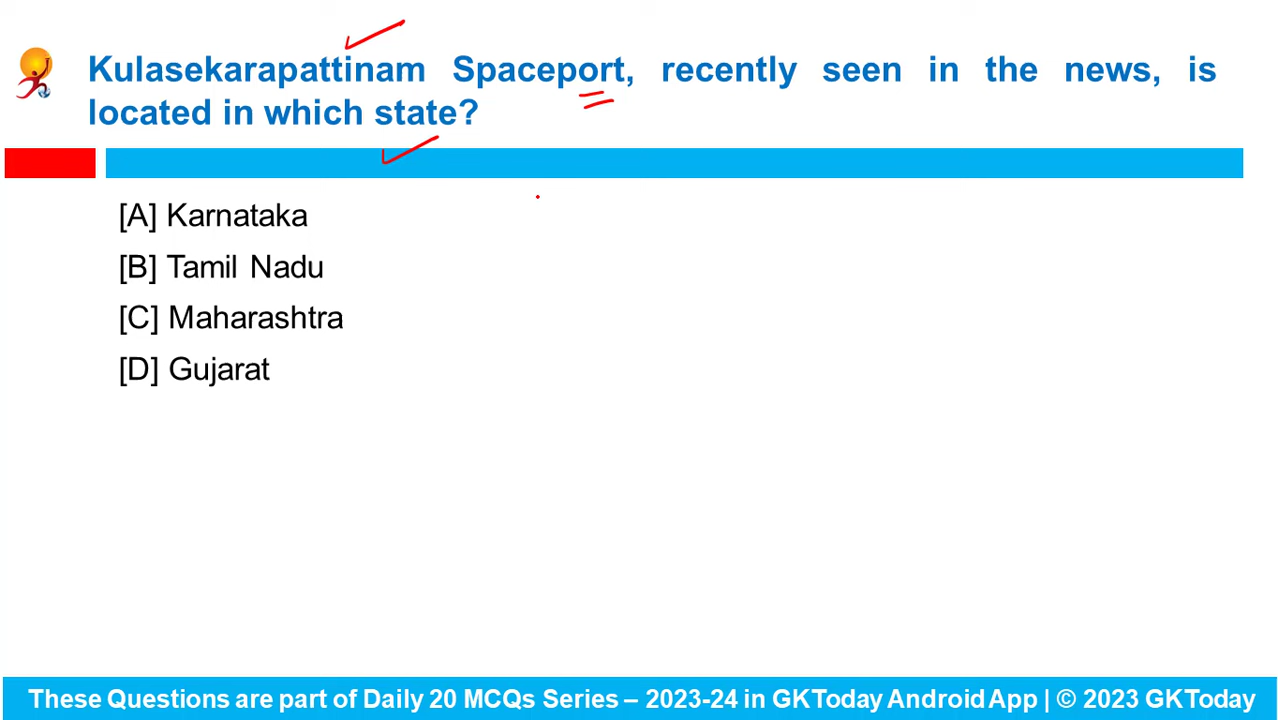 Kulasekarapattinam Spaceport, recently seen in the news, is
located in which state?
[A] Karnataka
[B] Tamil Nadu
[C] Maharashtra
[D] Gujarat
These Questions are part of Daily 20 MCQs Series – 2023-24 in GKToday Android App | © 2023 GKToday